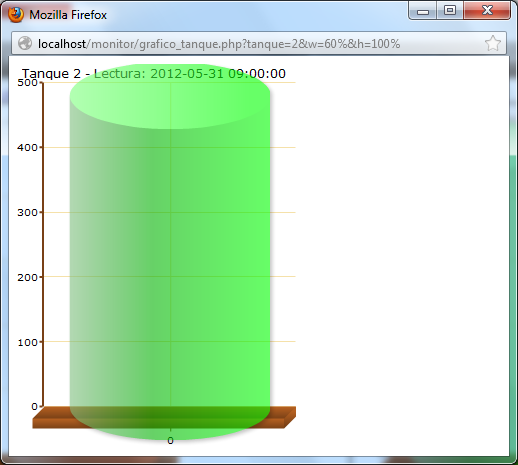 Mozilla Firefox
localhost/monitor/grafico_tanque.php?tanque=2&w=60%&h=100%
Tanque 2 - Lectura: 2012-05-31 09:00:00
500
400
300
200
100
0
0